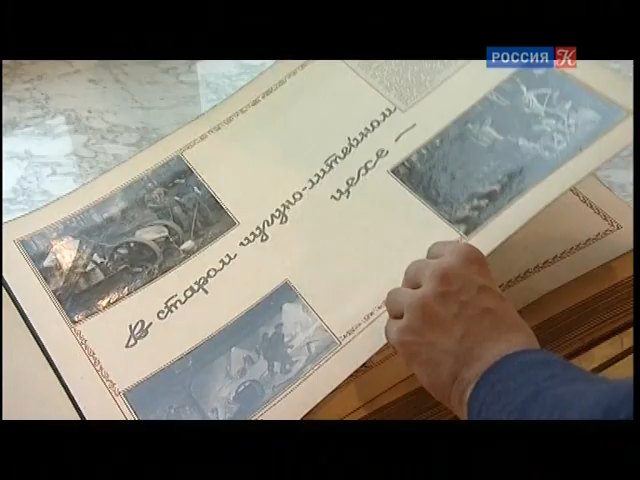 РОССИЯ К
В старом чугуно-литейном
цехе —